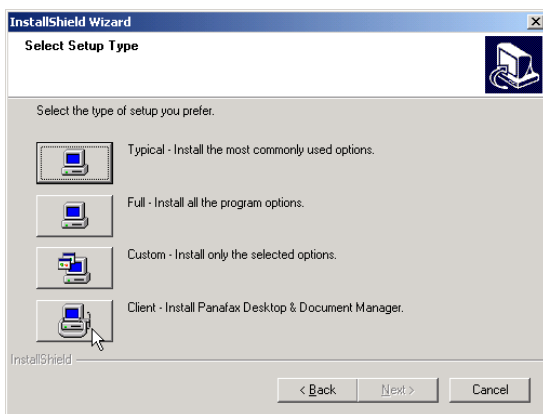 InstallShield Wizard
Select Setup Type
Select the type of setup you prefer.
Typical - Install the most commonly used options.
Full - Install all the program options.
Custom - Install only the selected options.
Client - Install Panafax Desktop & Document Manager.
InstallShield
< Back Next > Cancel